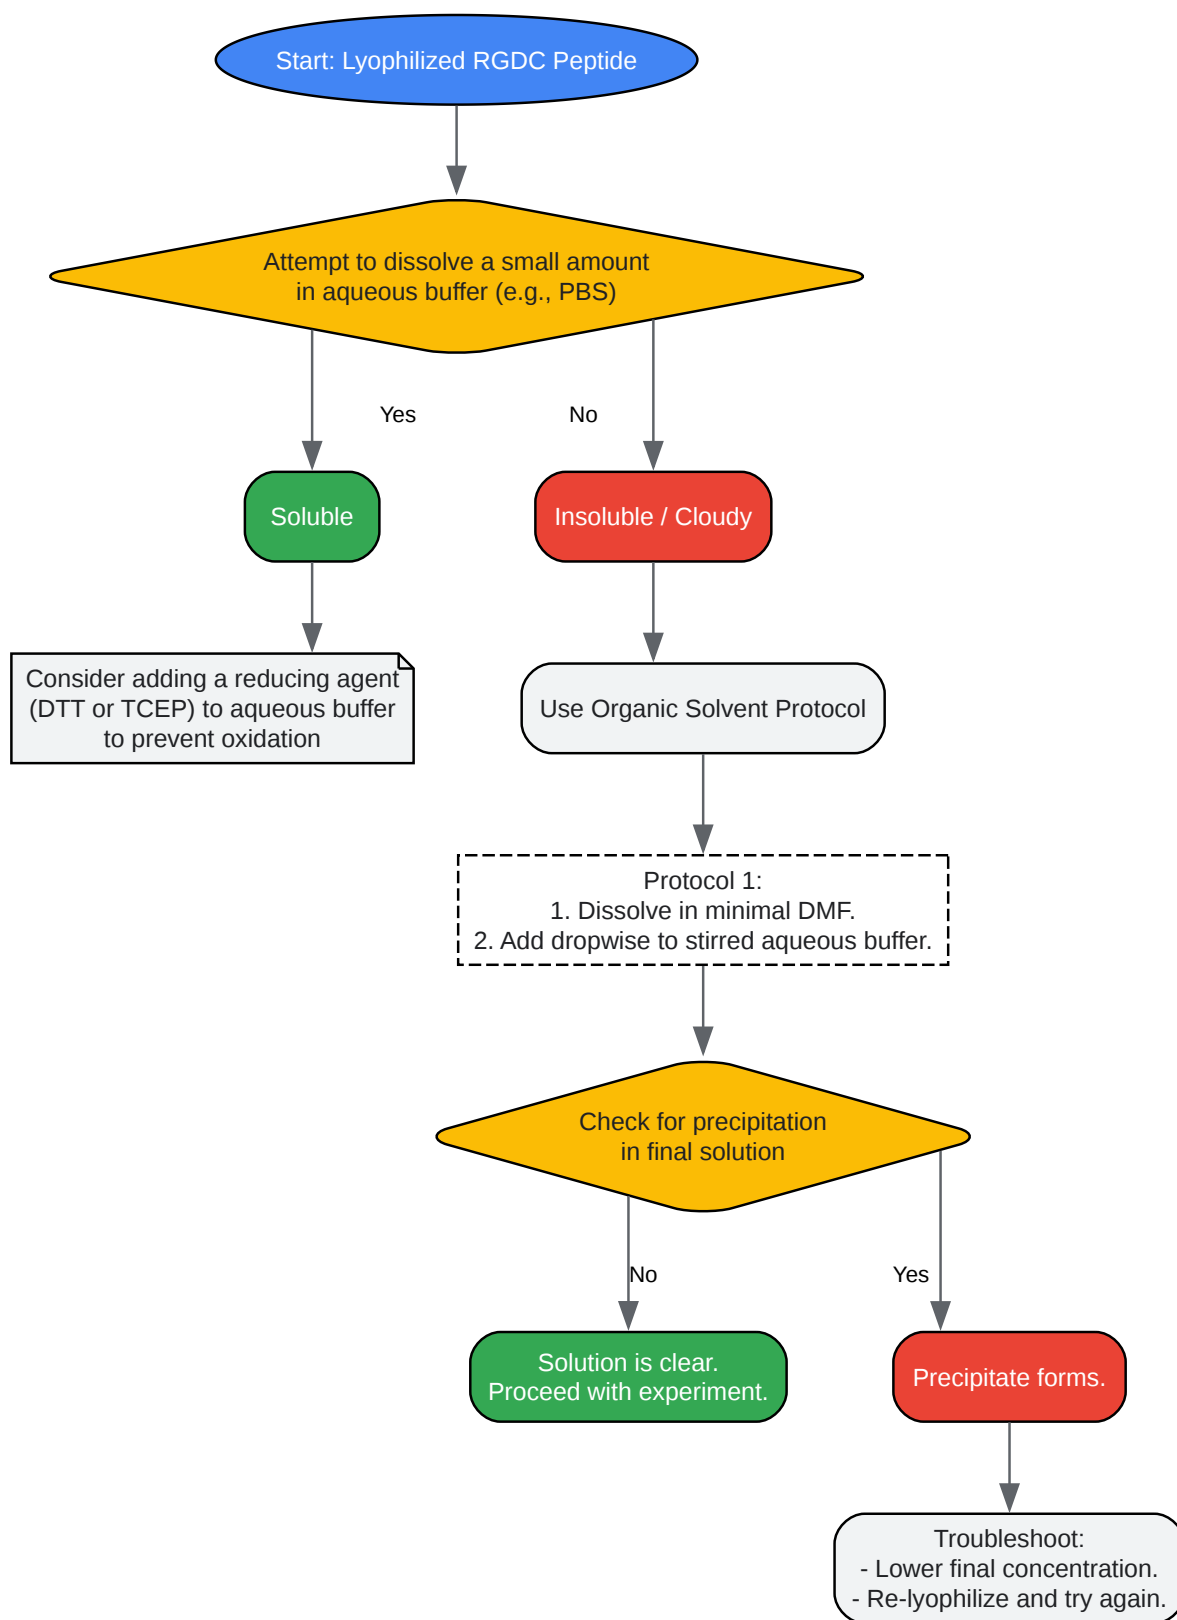 Start: Lyophilized RGDC Peptide
Attempt to dissolve a small amount
in aqueous buffer (e.g., PBS)
Yes
No
Soluble
Insoluble / Cloudy
Consider adding a reducing agent
(DTT or TCEP) to aqueous buffer
to prevent oxidation
Use Organic Solvent Protocol
Protocol 1:
1. Dissolve in minimal DMF.
2. Add dropwise to stirred aqueous buffer.
Check for precipitation
in final solution
No
Yes
Solution is clear.
Proceed with experiment.
Precipitate forms.
Troubleshoot:
- Lower final concentration.
- Re-lyophilize and try again.